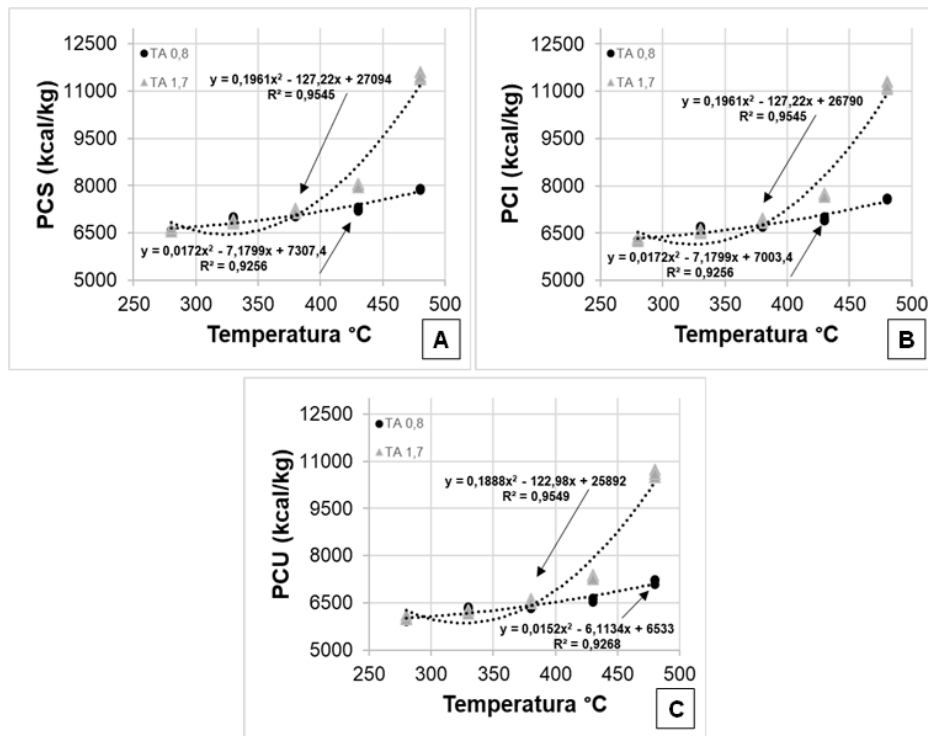 12500
11000
9500
8000
6500
5000
PCS (kcal/kg)
TA 0,8
TA 1,7
y = 0,1961x² - 127,22x + 27094
R² = 0,9545
y = 0,0172x² - 7,1799x + 7307,4
R² = 0,9256
250 300 350 400 450 500
Temperatura °C
A
12500
11000
9500
8000
6500
5000
PCI (kcal/kg)
TA 0,8
TA 1,7
y = 0,1961x² - 127,22x + 26790
R² = 0,9545
y = 0,0172x² - 7,1799x + 7003,4
R² = 0,9256
250 300 350 400 450 500
Temperatura °C
B
12500
11000
9500
8000
6500
5000
PCU (kcal/kg)
TA 0,8
TA 1,7
y = 0,1888x² - 122,98x + 25892
R² = 0,9549
y = 0,0152x² - 6,1134x + 6533
R² = 0,9268
250 300 350 400 450 500
Temperatura °C
C